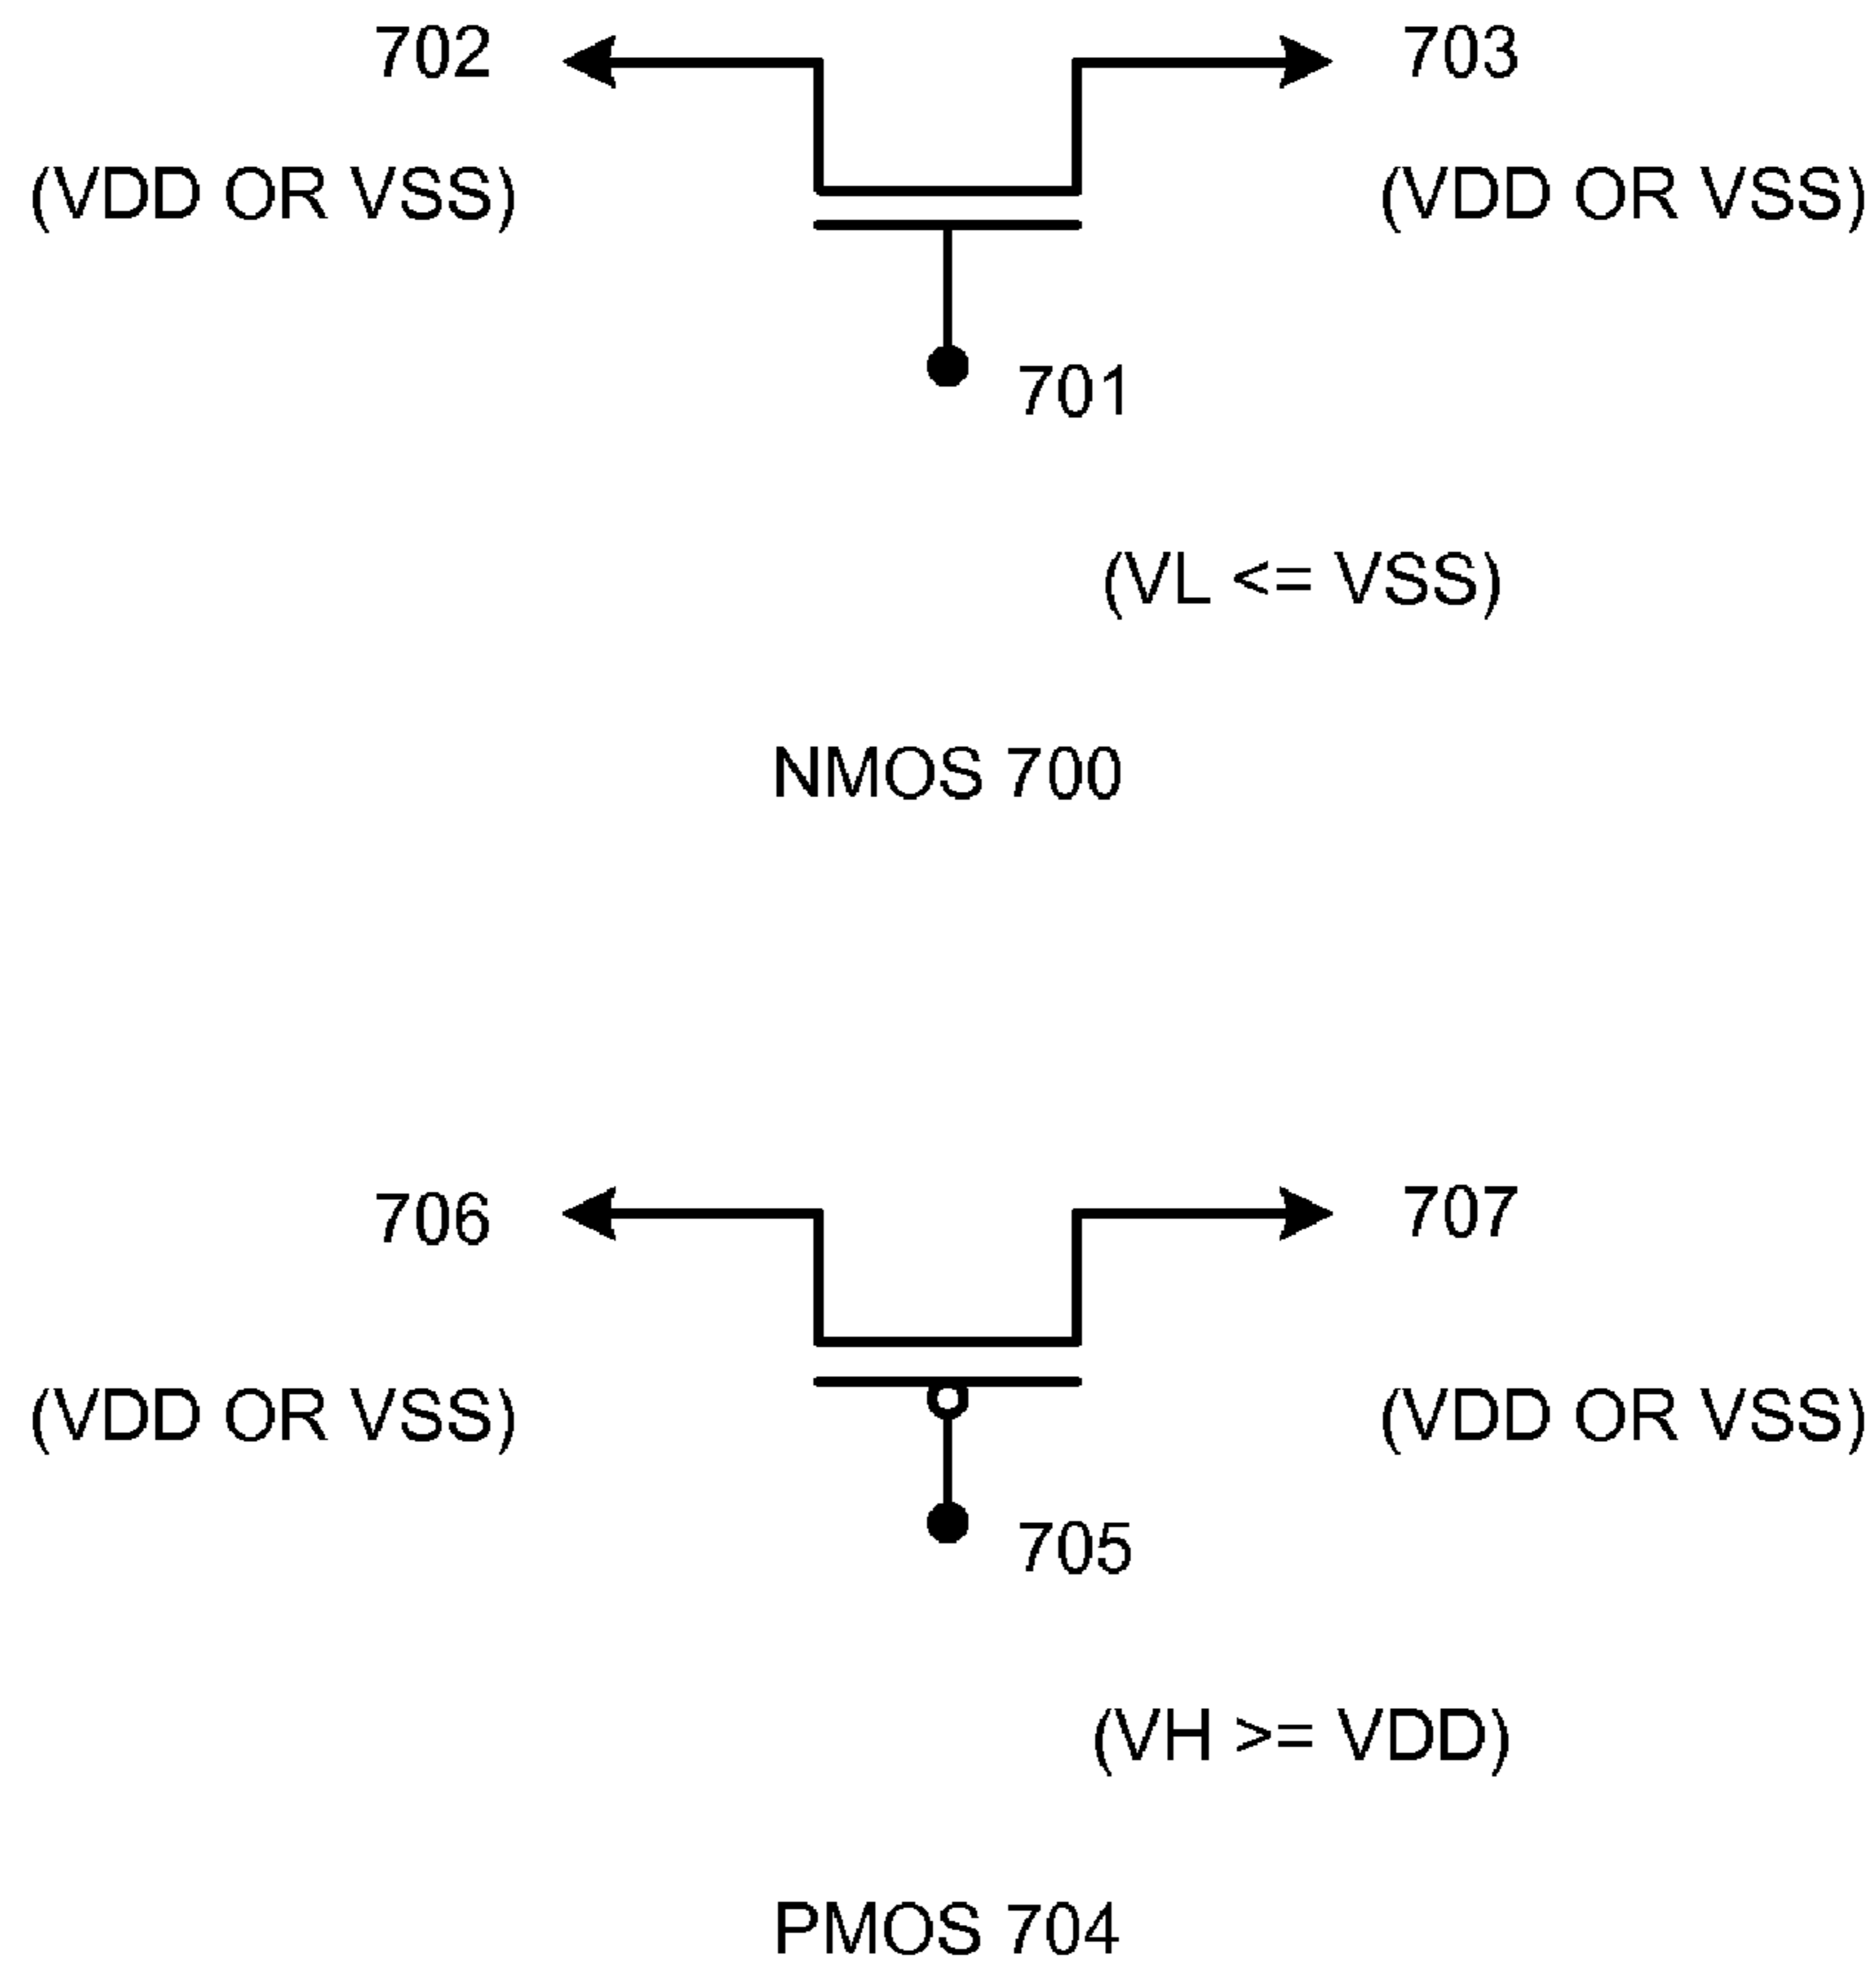 702 703
(VDD OR VSS) (VDD OR VSS)
701
(VL <= VSS)
NMOS 700
706 707
(VDD OR VSS) (VDD OR VSS)
705
(VH >= VDD)
PMOS 704